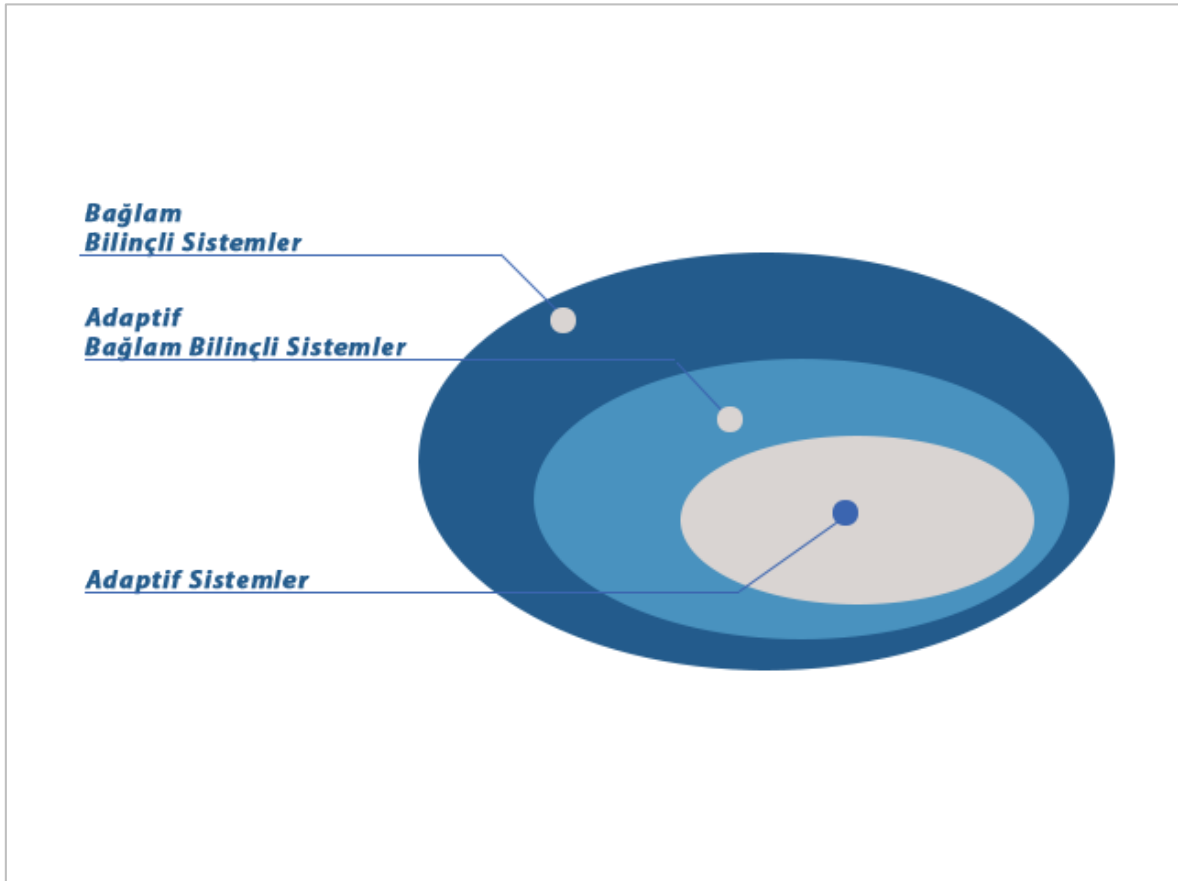 Bağlam
Bilinçli Sistemler
Adaptif
Bağlam Bilinçli Sistemler
Adaptif Sistemler